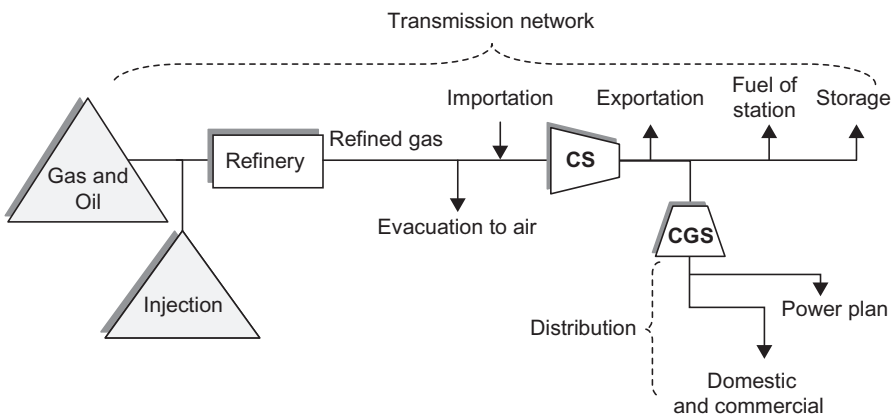 Transmission network
Importation
Exportation
Fuel of
station
Storage
Refined gas
Refinery
CS
Gas and
Oil
Evacuation to air
CGS
Injection
Distribution
Power plan
Domestic
and commercial